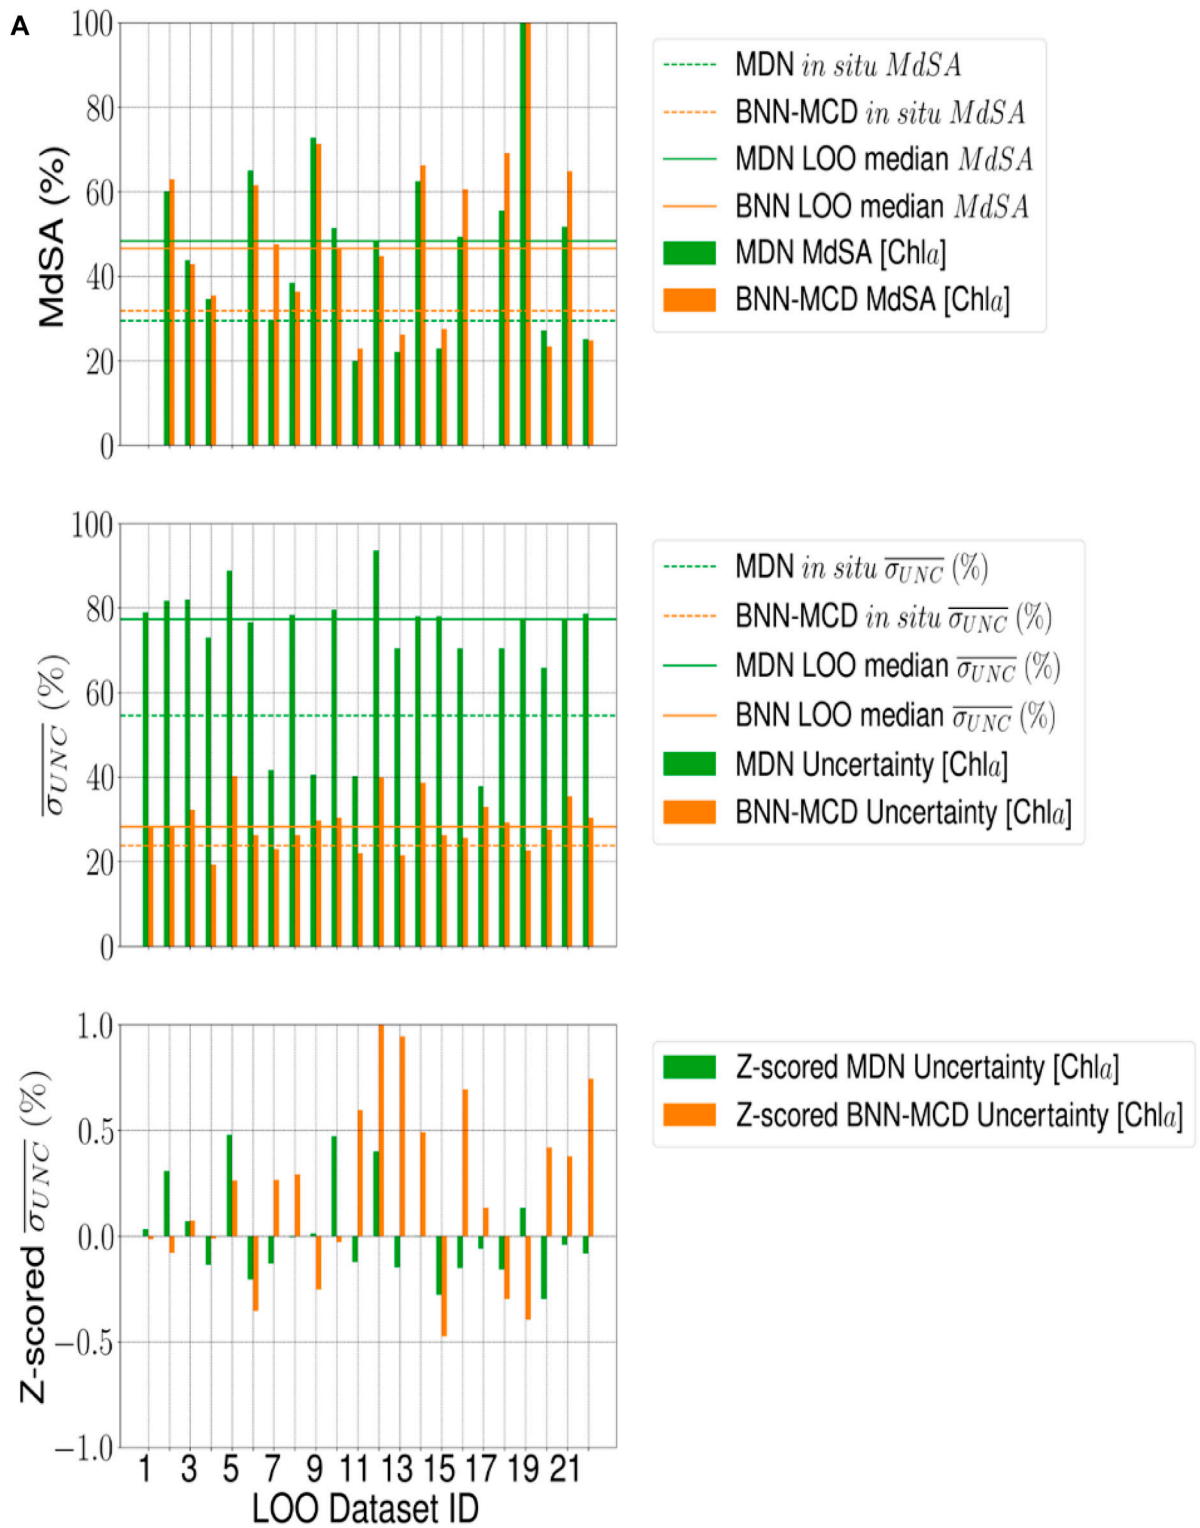 A
100
80
60
40
20
0
MdSA (%)
MDN in situ MdSA
BNN-MCD in situ MdSA
MDN LOO median MdSA
BNN LOO median MdSA
MDN MdSA [Chla]
BNN-MCD MdSA [Chla]
100
80
60
40
20
0
σUNC (%)
MDN in situ σUNC (%)
BNN-MCD in situ σUNC (%)
MDN LOO median σUNC (%)
BNN LOO median σUNC (%)
MDN Uncertainty [Chla]
BNN-MCD Uncertainty [Chla]
1.0
0.5
0.0
−0.5
−1.0
Z-scored σUNC (%)
Z-scored MDN Uncertainty [Chla]
Z-scored BNN-MCD Uncertainty [Chla]
1 3 5 7 9 11 13 15 17 19 21
LOO Dataset ID